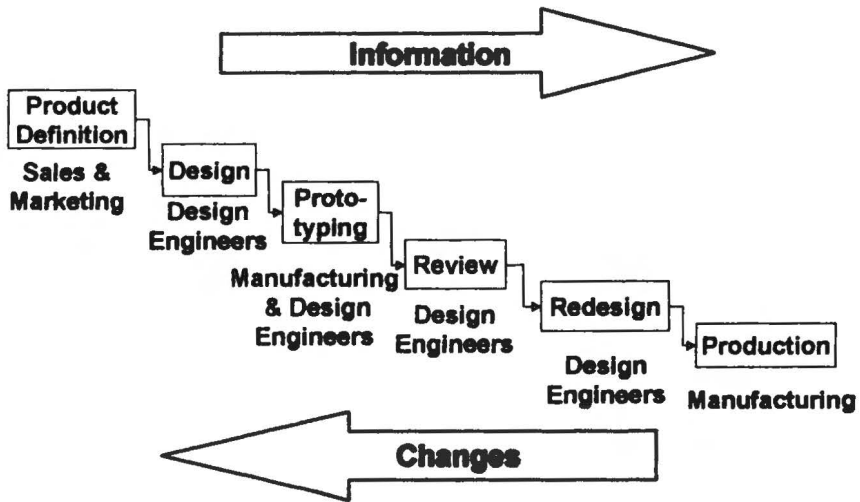 Information
Product
Definition
Sales &
Marketing
Design
Design
Engineers
Proto-
typing
Manufacturing
& Design
Engineers
Review
Design
Engineers
Redesign
Design
Engineers
Production
Manufacturing
Changes